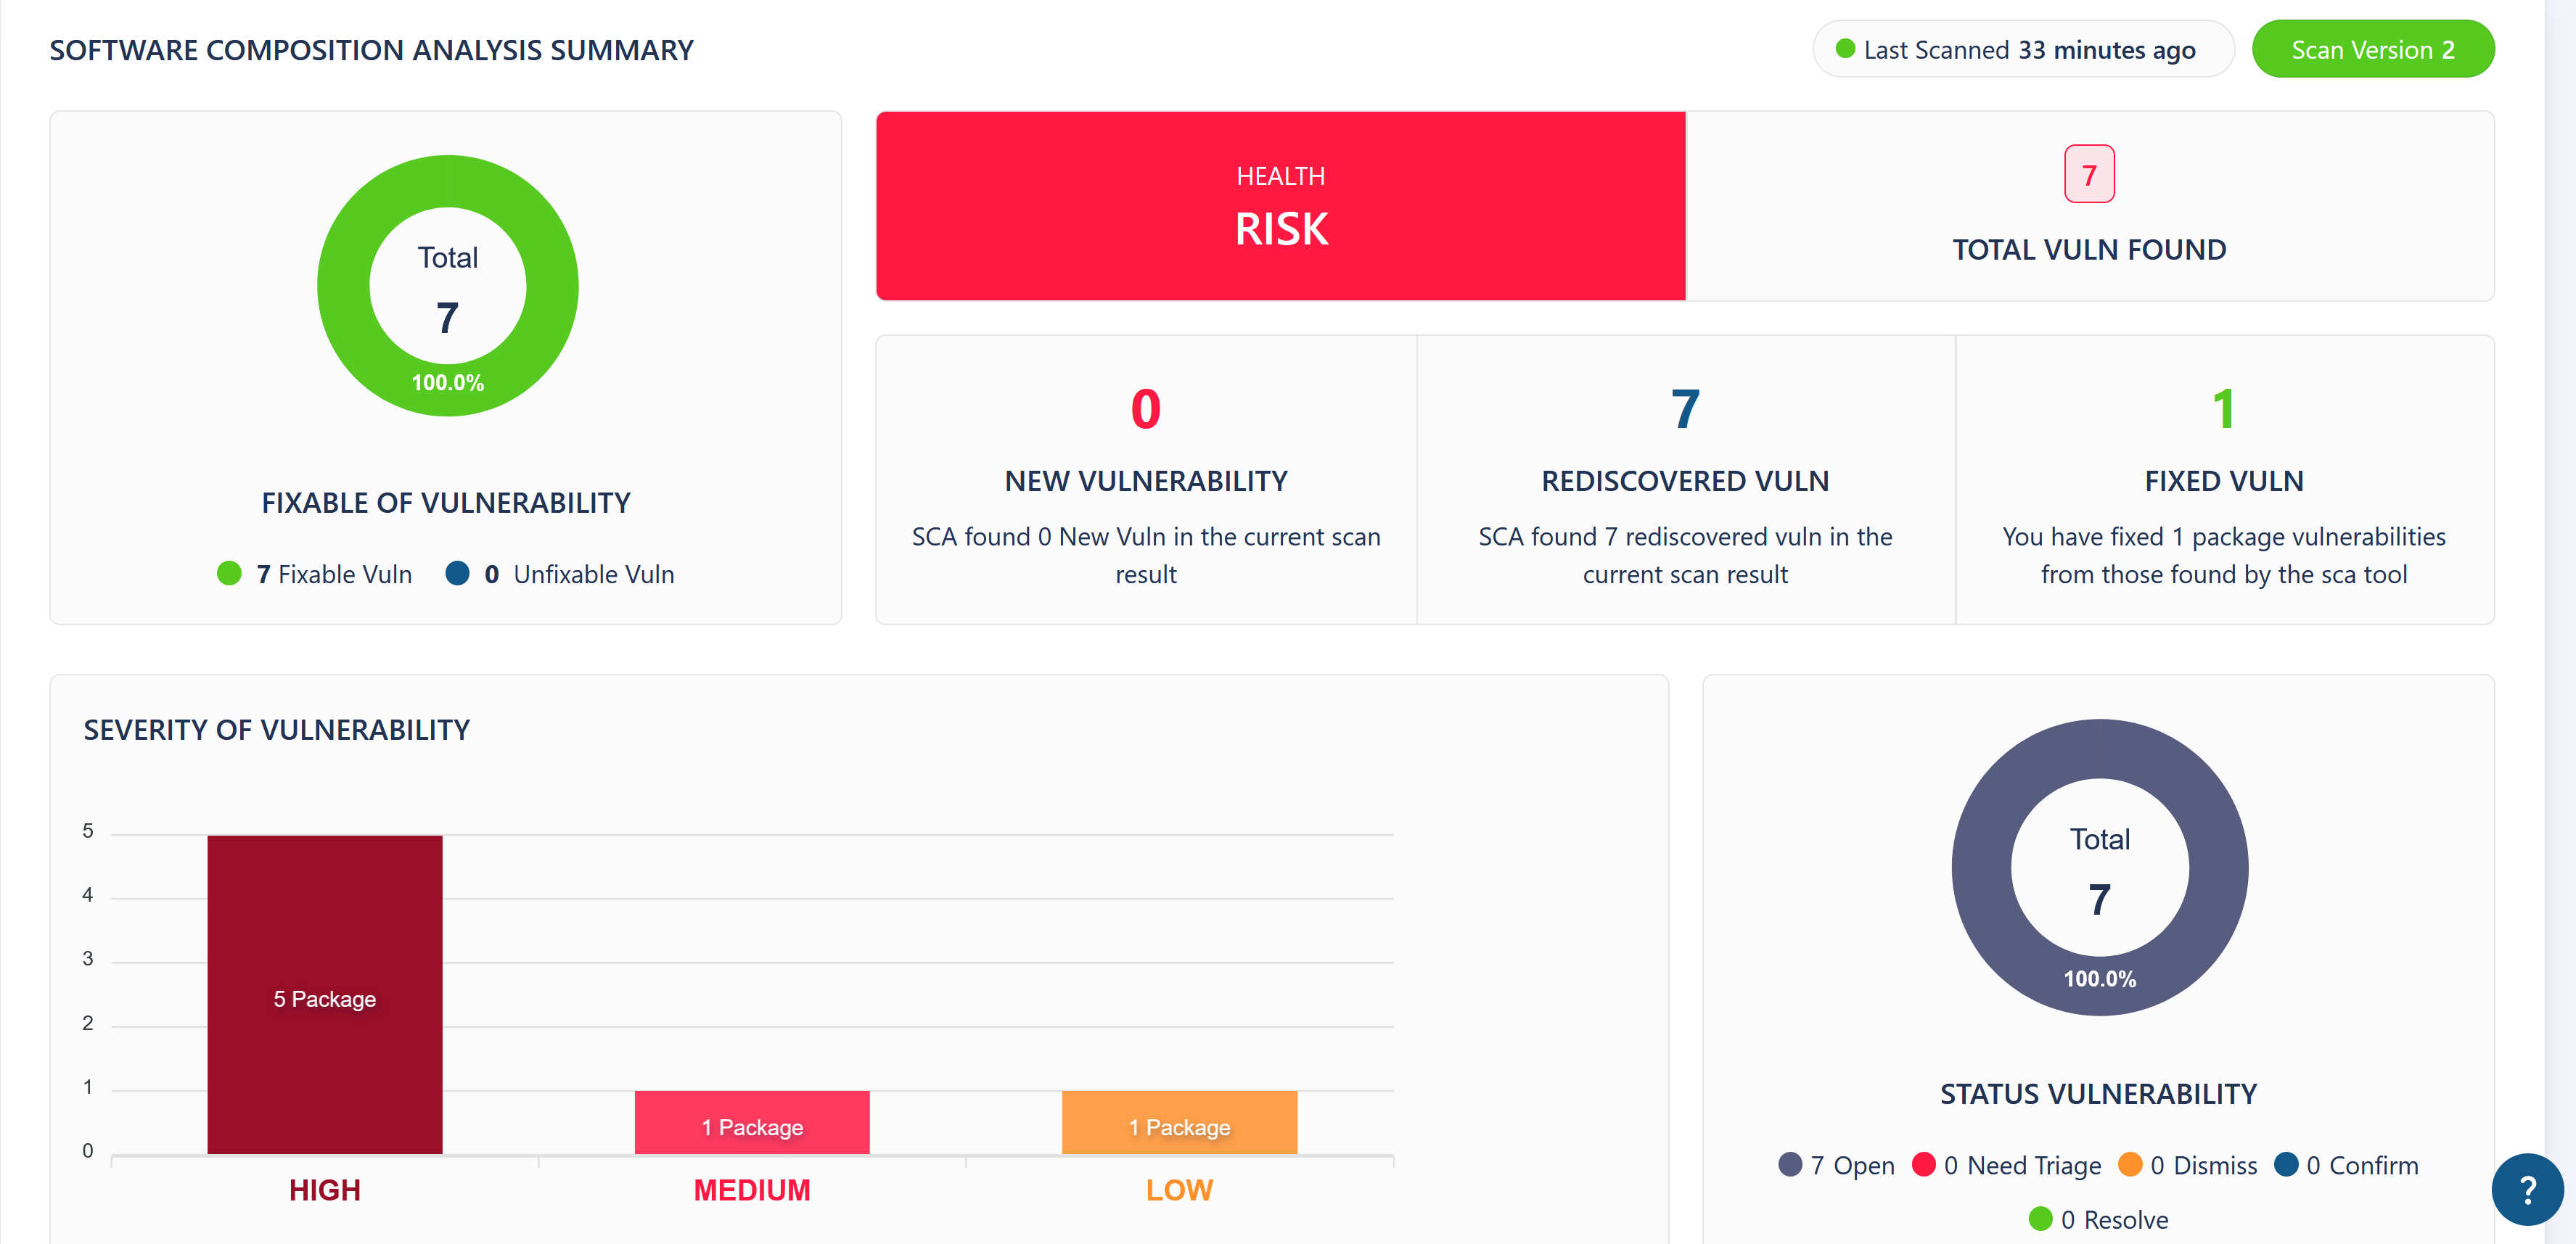 SOFTWARE COMPOSITION ANALYSIS SUMMARY
Last Scanned 33 minutes ago
Scan Version 2
Total
7
100.0%
FIXABLE OF VULNERABILITY
7 Fixable Vuln
0 Unfixable Vuln
HEALTH
RISK
7
TOTAL VULN FOUND
0
NEW VULNERABILITY
SCA found 0 New Vuln in the current scan
result
7
REDISCOVERED VULN
SCA found 7 rediscovered vuln in the
current scan result
1
FIXED VULN
You have fixed 1 package vulnerabilities
from those found by the sca tool
SEVERITY OF VULNERABILITY
5
4
3
2
1
0
5 Package
1 Package
1 Package
HIGH
MEDIUM
LOW
Total
7
100.0%
STATUS VULNERABILITY
7 Open
0 Need Triage
0 Dismiss
0 Confirm
0 Resolve
?